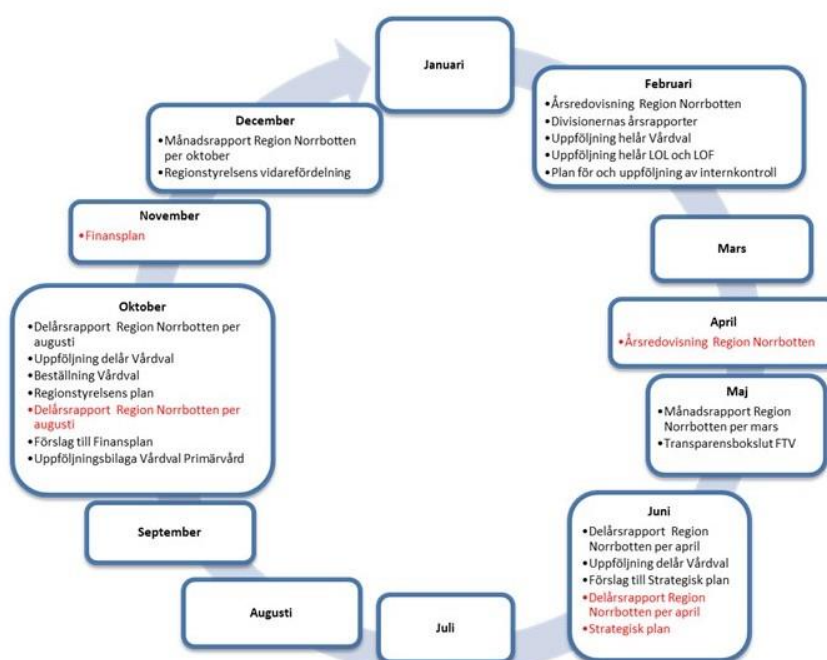 Januari
Februari
•Årsredovisning Region Norrbotten
•Divisionernas årsrapporter
•Uppföljning helår Vårdval
•Uppföljning helår LOL och LOF
•Plan för och uppföljning av internkontroll
Mars
April
•Årsredovisning Region Norrbotten
Maj
•Månadsrapport Region
Norrbotten per mars
•Transparensbokslut FTV
Juni
•Delårsrapport Region
Norrbotten per april
•Uppföljning delår Vårdval
•Förslag till Strategisk plan
•Delårsrapport Region
Norrbotten per april
•Strategisk plan
Juli
Augusti
September
Oktober
•Delårsrapport Region Norrbotten per
augusti
•Uppföljning delår Vårdval
•Beställning Vårdval
•Regionstyrelsens plan
•Delårsrapport Region Norrbotten per
augusti
•Förslag till Finansplan
•Uppföljningsbilaga Vårdval Primärvård
November
•Finansplan
December
•Månadsrapport Region Norrbotten
per oktober
•Regionstyrelsens vidarefördelning